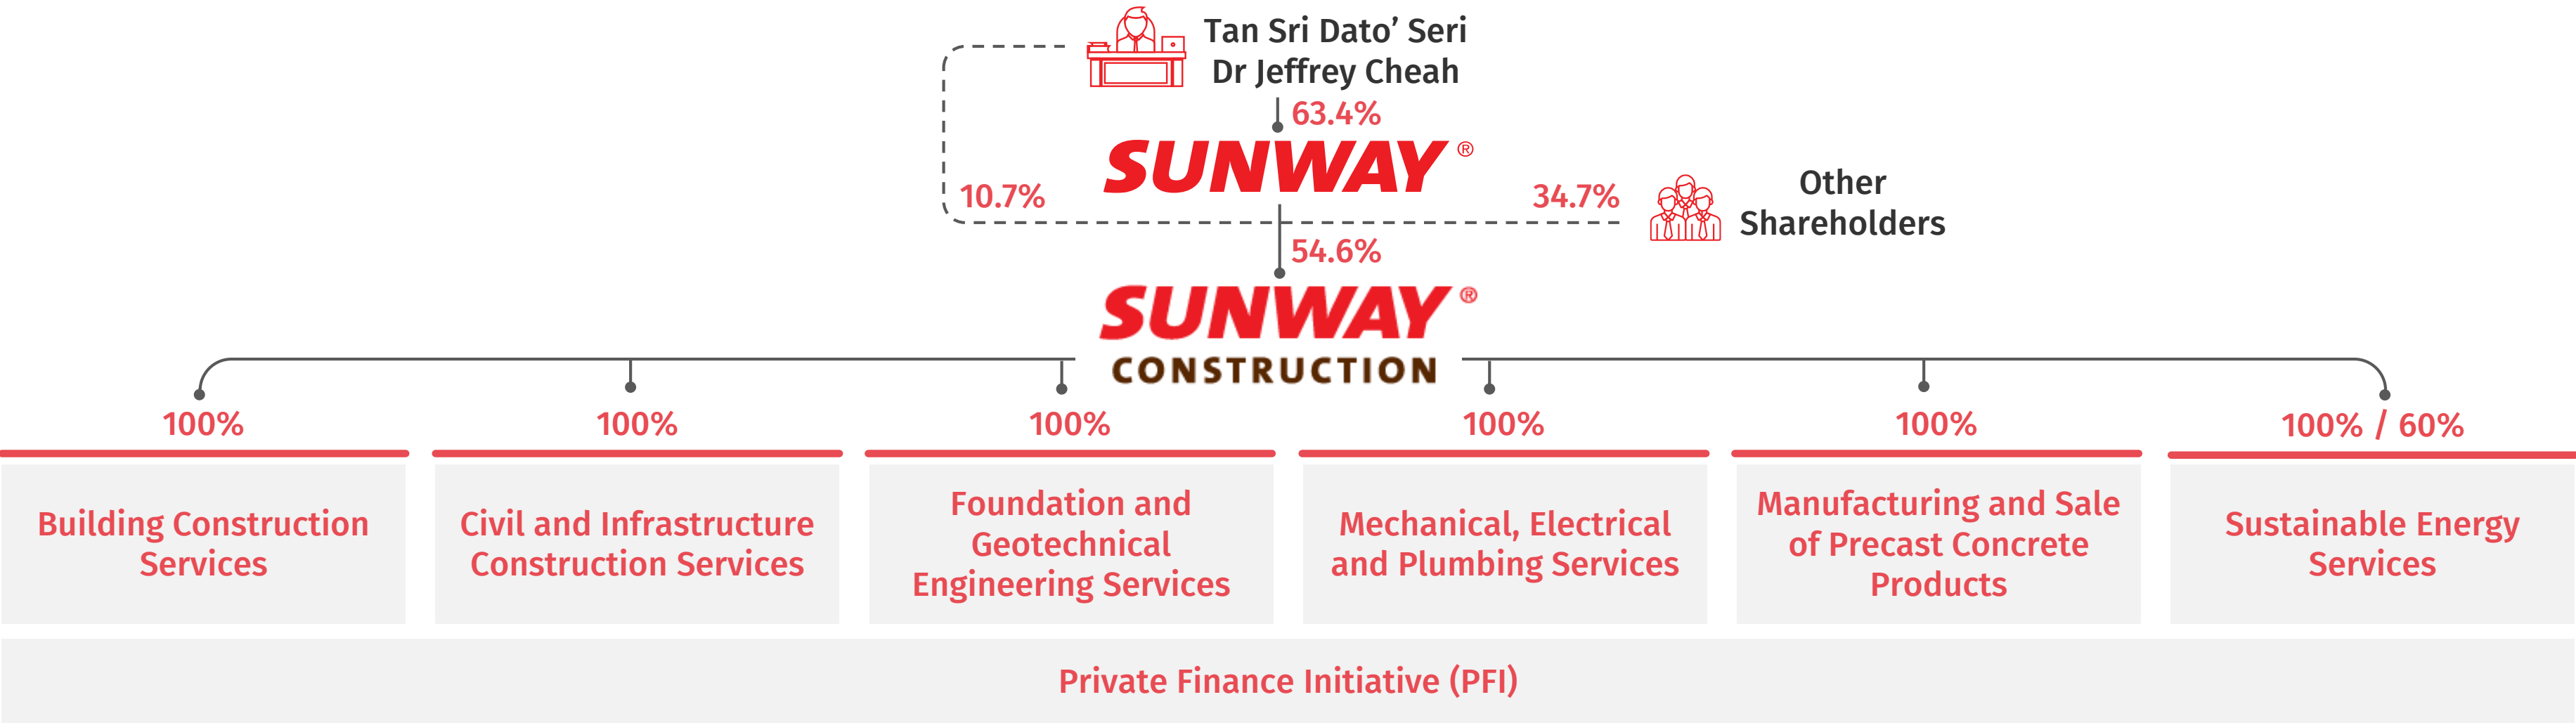 Tan Sri Dato’ Seri
Dr Jeffrey Cheah
63.4%
SUNWAY®
10.7%
34.7%
Other
Shareholders
54.6%
SUNWAY®
CONSTRUCTION
100%
100%
100%
100%
100%
100% / 60%
Building Construction
Services
Civil and Infrastructure
Construction Services
Foundation and
Geotechnical
Engineering Services
Mechanical, Electrical
and Plumbing Services
Manufacturing and Sale
of Precast Concrete
Products
Sustainable Energy
Services
Private Finance Initiative (PFI)